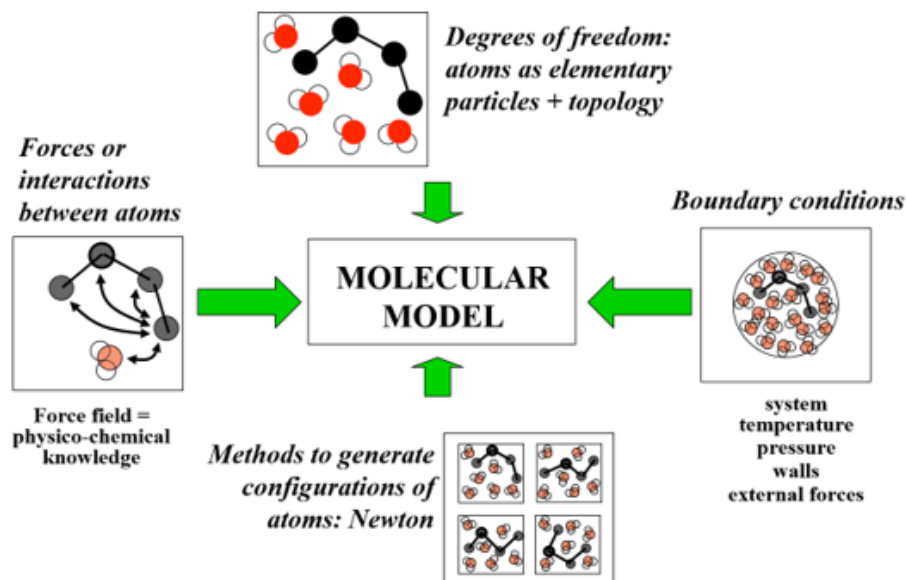 Degrees of freedom:
atoms as elementary
particles + topology
Forces or
interactions
between atoms
Boundary conditions
MOLECULAR
MODEL
Force field =
physico-chemical
knowledge
system
temperature
pressure
walls
external forces
Methods to generate
configurations of
atoms: Newton